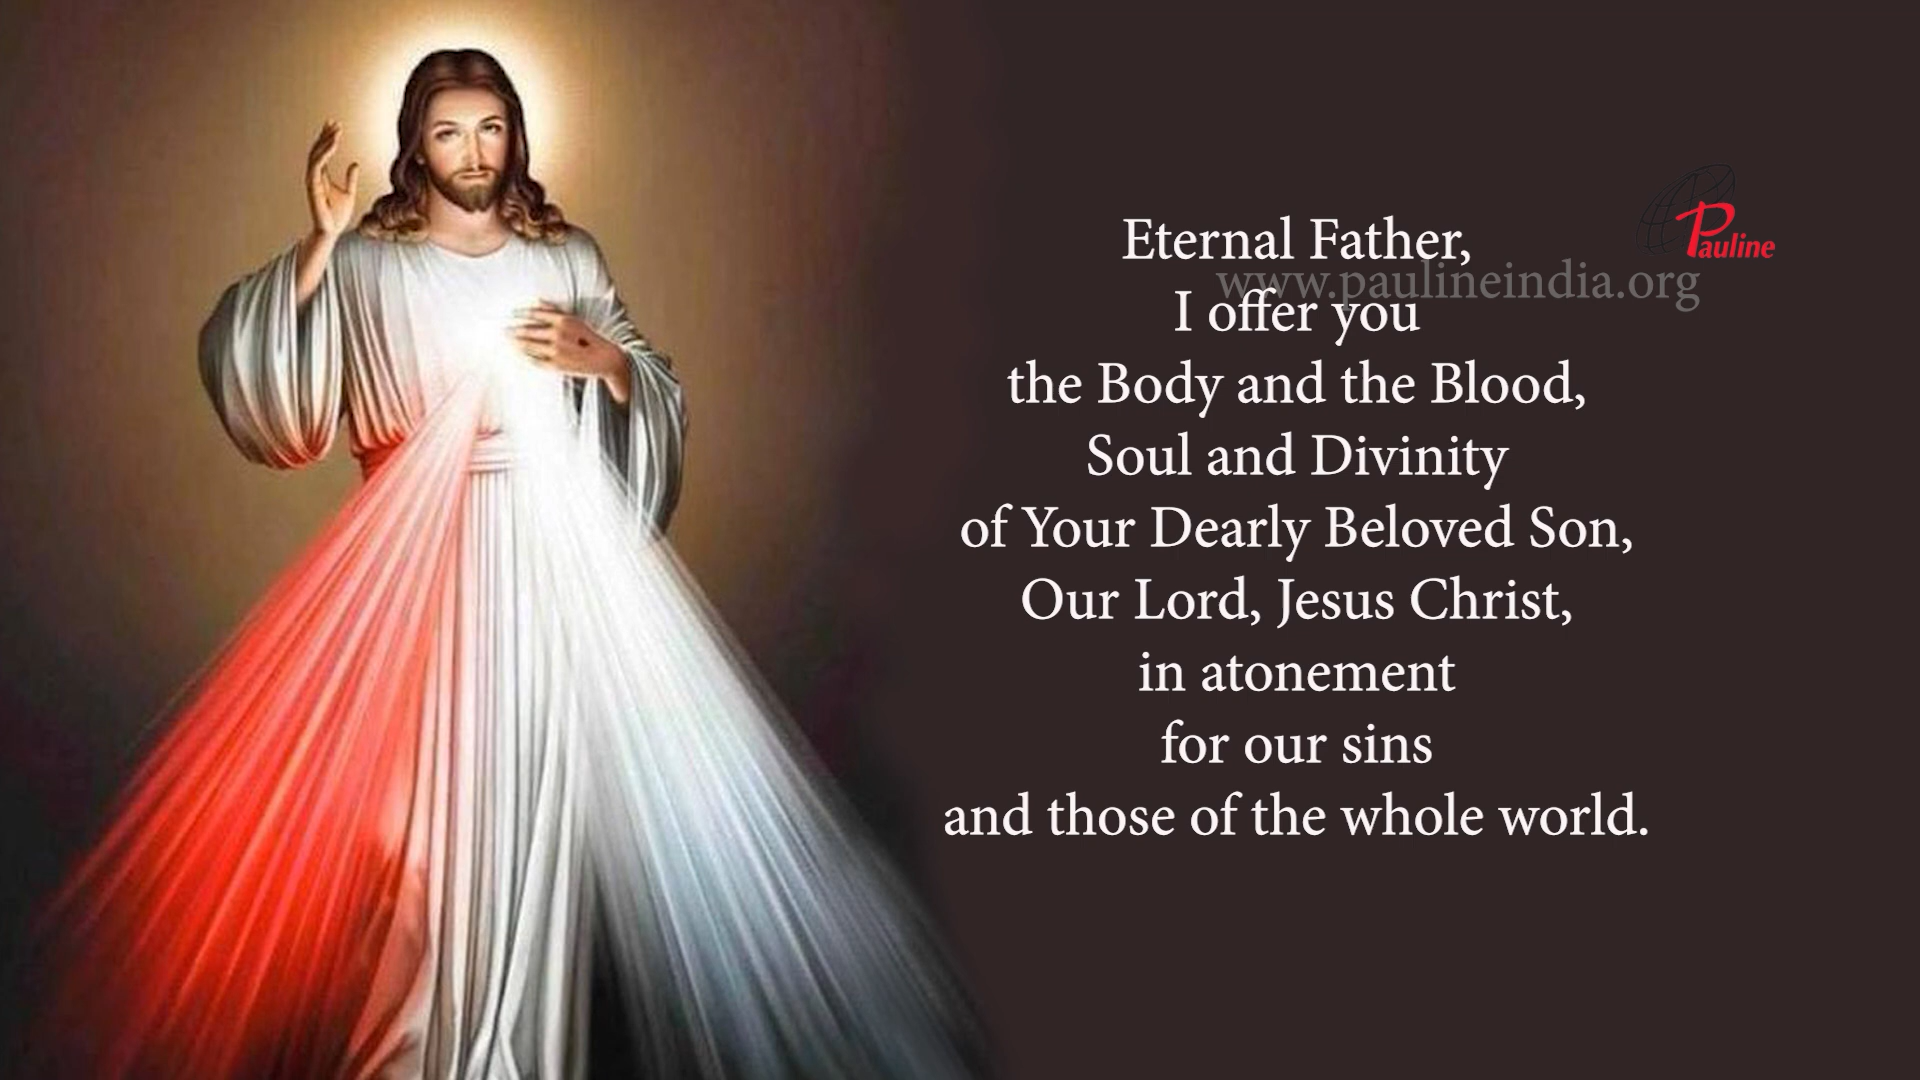 Eternal Father,
Pauline
www.paulineindia.org
I offer you
the Body and the Blood,
Soul and Divinity
of Your Dearly Beloved Son,
Our Lord, Jesus Christ,
in atonement
for our sins
and those of the whole world.